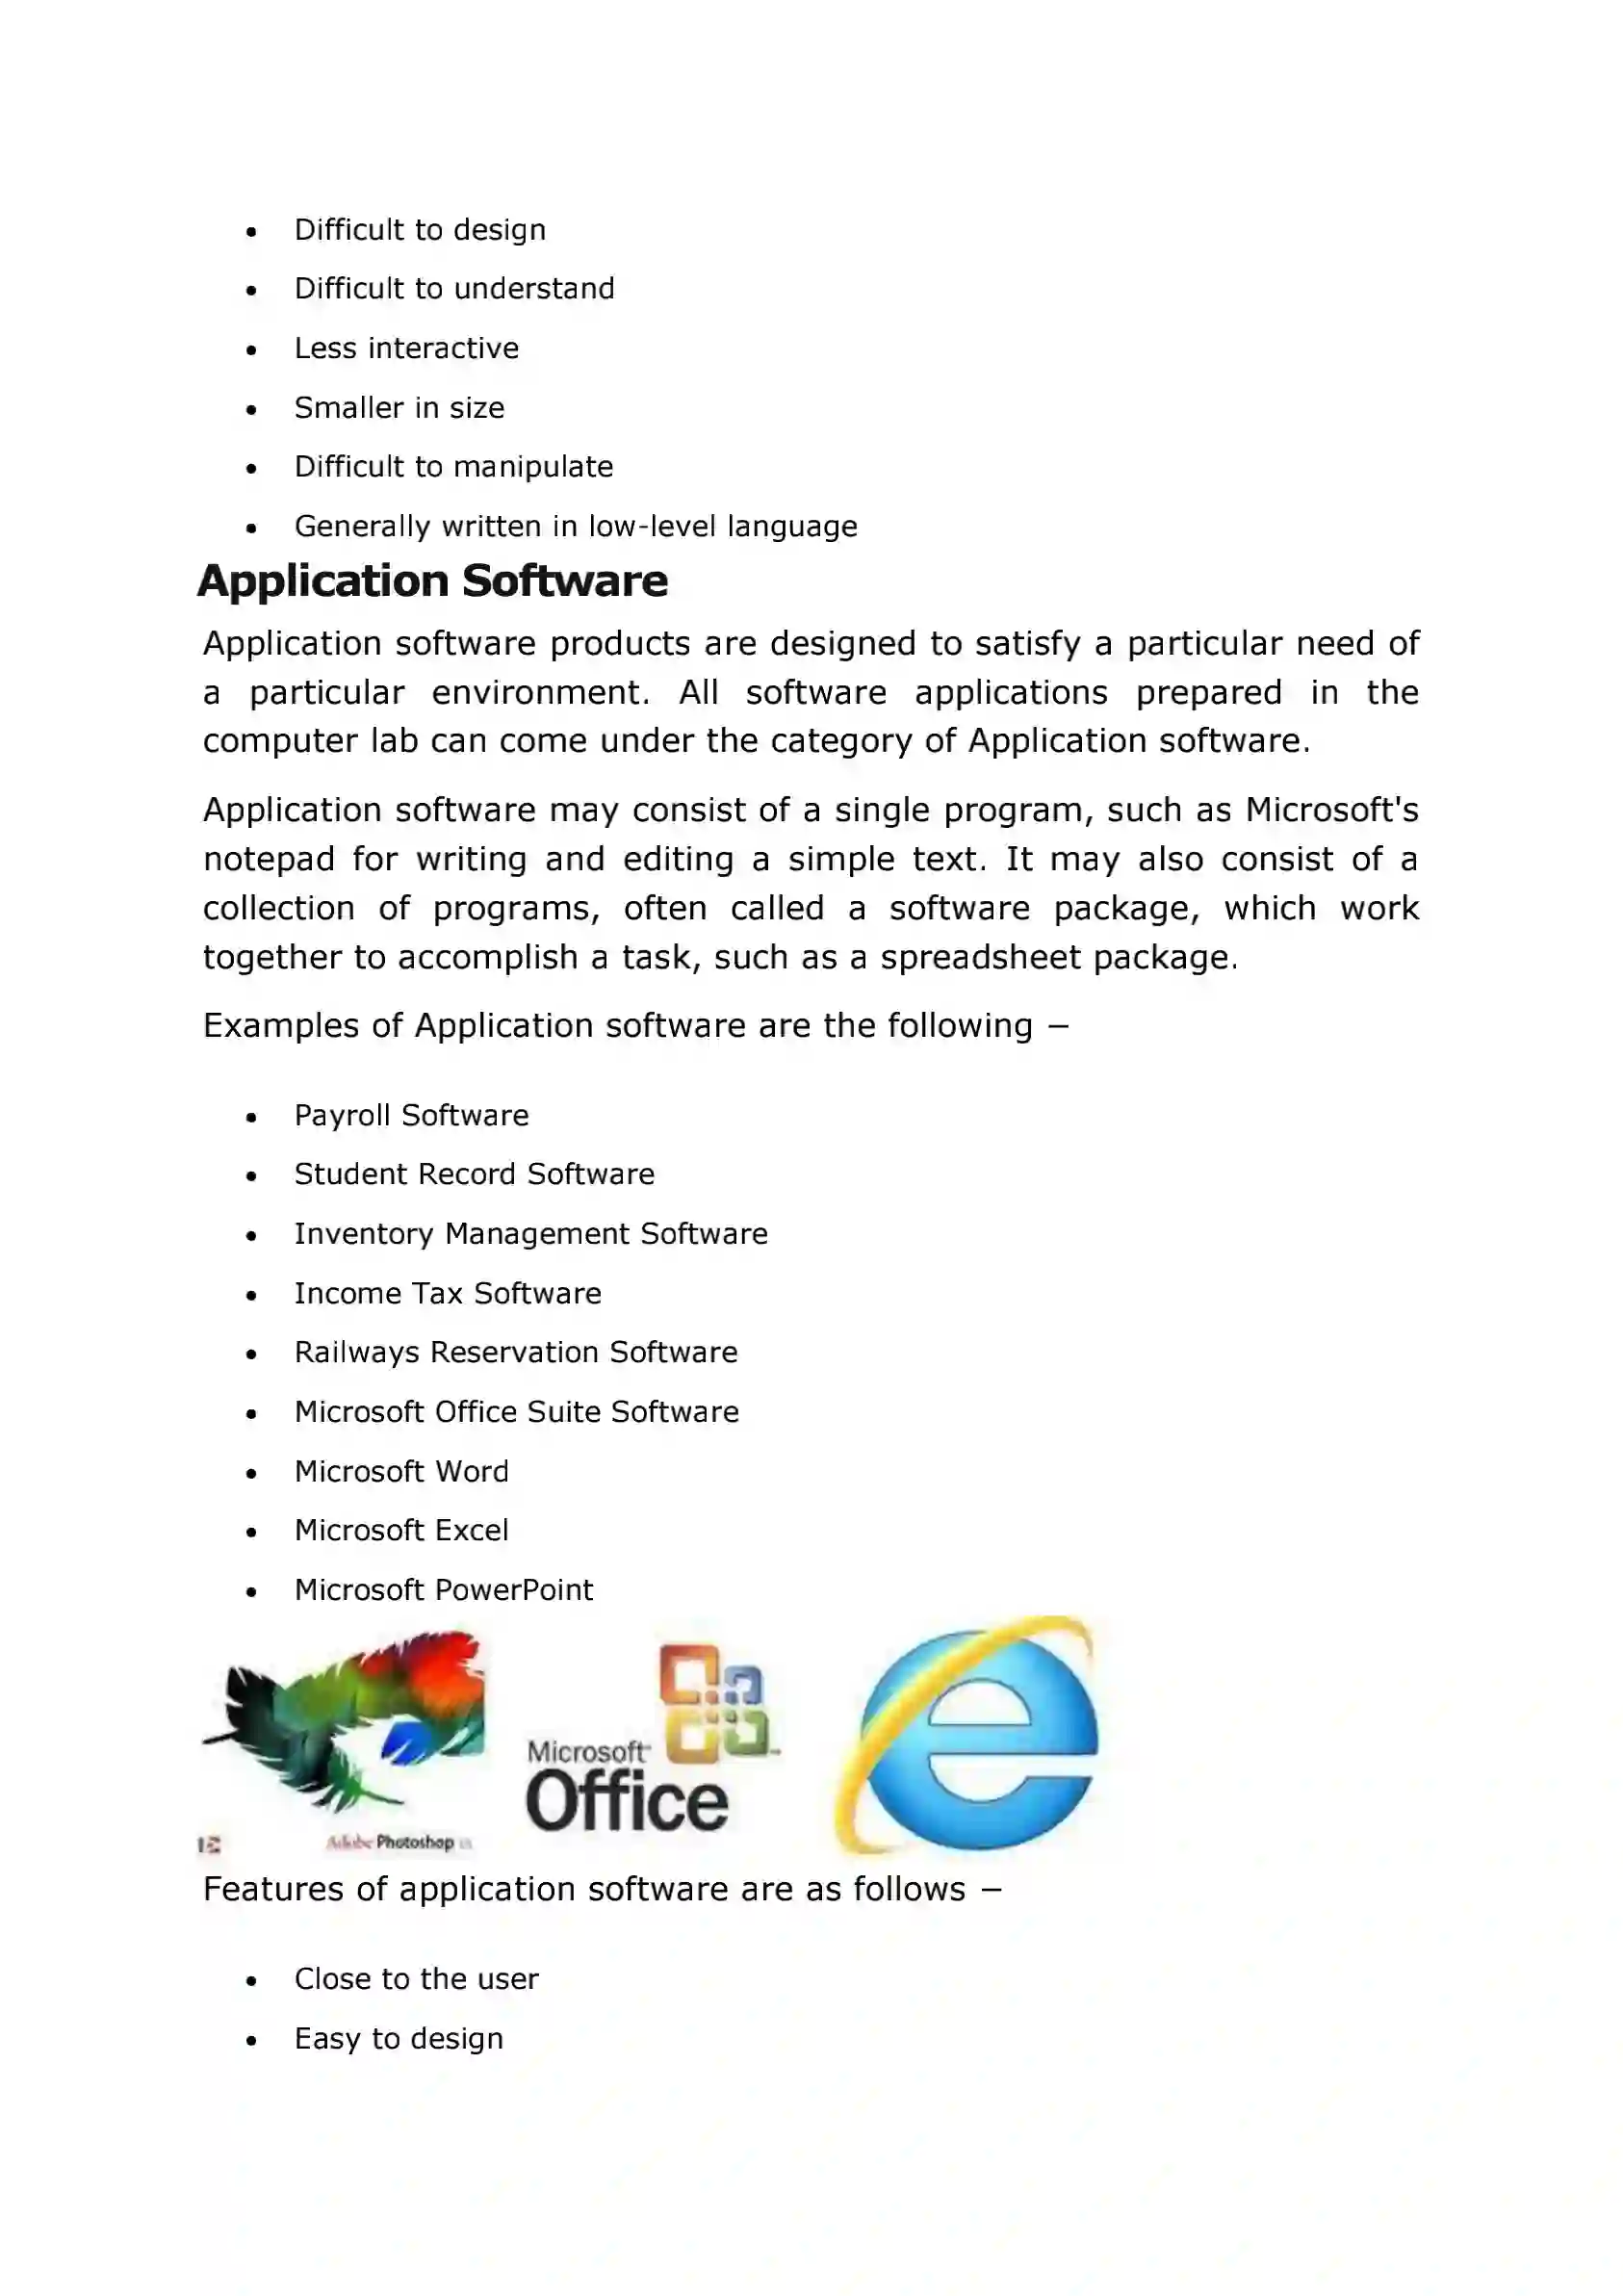 • Difficult to design
• Difficult to understand
• Less interactive
• Smaller in size
• Difficult to manipulate
• Generally written in low-level language
Application Software
Application software products are designed to satisfy a particular need of
a particular environment. All software applications prepared in the
computer lab can come under the category of Application software.
Application software may consist of a single program, such as Microsoft's
notepad for writing and editing a simple text. It may also consist of a
collection of programs, often called a software package, which work
together to accomplish a task, such as a spreadsheet package.
Examples of Application software are the following −
• Payroll Software
• Student Record Software
• Inventory Management Software
• Income Tax Software
• Railways Reservation Software
• Microsoft Office Suite Software
• Microsoft Word
• Microsoft Excel
• Microsoft PowerPoint
Microsoft
Office
Adobe Photoshop
Features of application software are as follows −
• Close to the user
• Easy to design